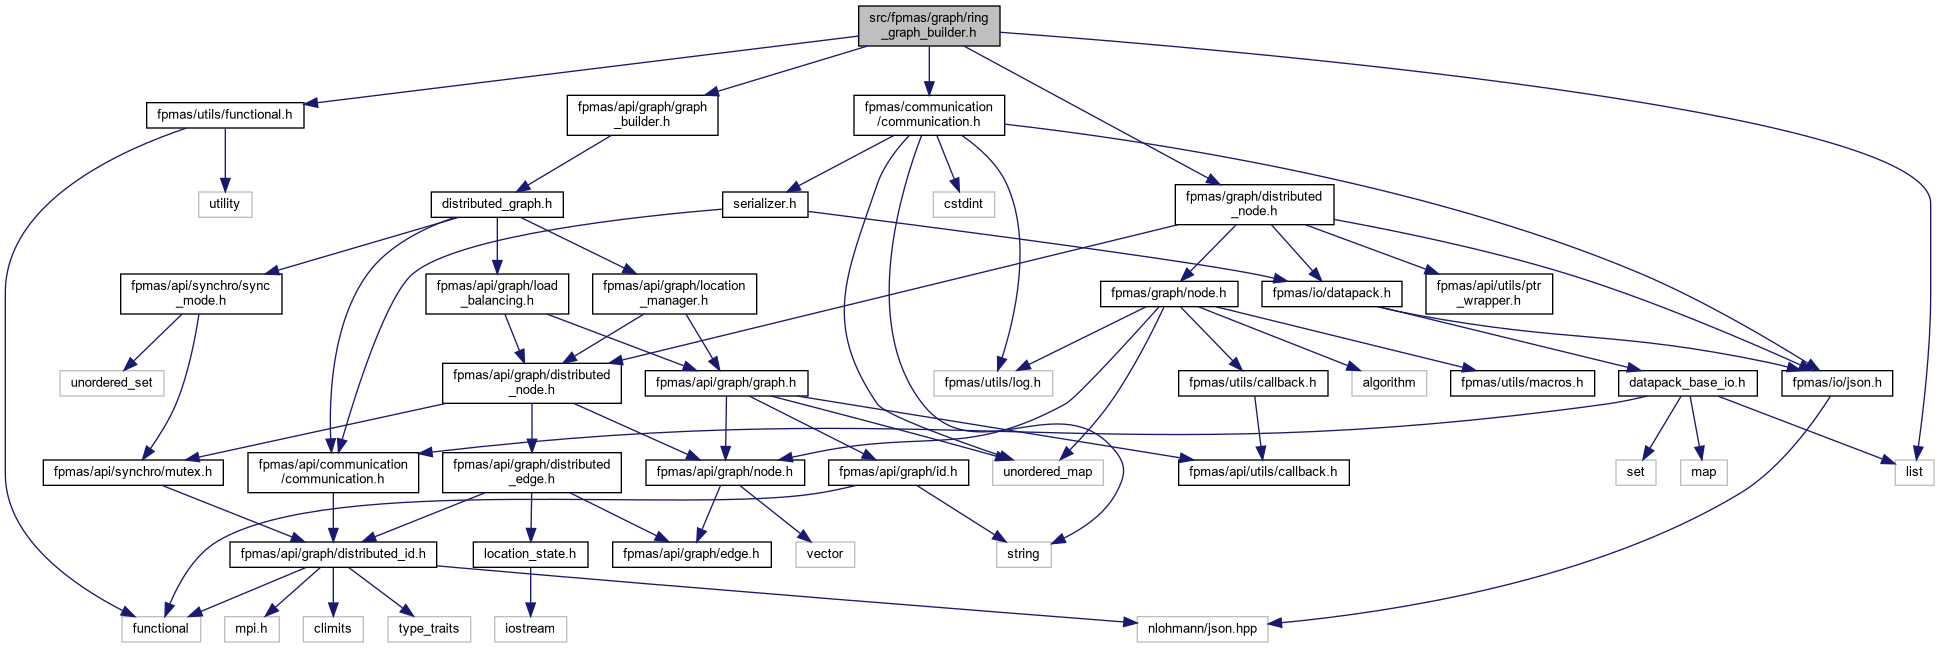 src/fpmas/graph/ring
_graph_builder.h
fpmas/utils/functional.h
fpmas/api/graph/graph
_builder.h
fpmas/communication
/communication.h
utility
distributed_graph.h
serializer.h
cstdint
fpmas/graph/distributed
_node.h
fpmas/api/synchro/sync
_mode.h
fpmas/api/graph/load
_balancing.h
fpmas/api/graph/location
_manager.h
fpmas/graph/node.h
fpmas/io/datapack.h
fpmas/api/utils/ptr
_wrapper.h
unordered_set
fpmas/api/graph/distributed
_node.h
fpmas/api/graph/graph.h
fpmas/utils/log.h
fpmas/utils/callback.h
algorithm
fpmas/utils/macros.h
datapack_base_io.h
fpmas/io/json.h
fpmas/api/synchro/mutex.h
fpmas/api/communication
/communication.h
fpmas/api/graph/distributed
_edge.h
fpmas/api/graph/node.h
fpmas/api/graph/id.h
unordered_map
fpmas/api/utils/callback.h
set
map
list
fpmas/api/graph/distributed_id.h
location_state.h
fpmas/api/graph/edge.h
vector
string
functional
mpi.h
climits
type_traits
iostream
nlohmann/json.hpp